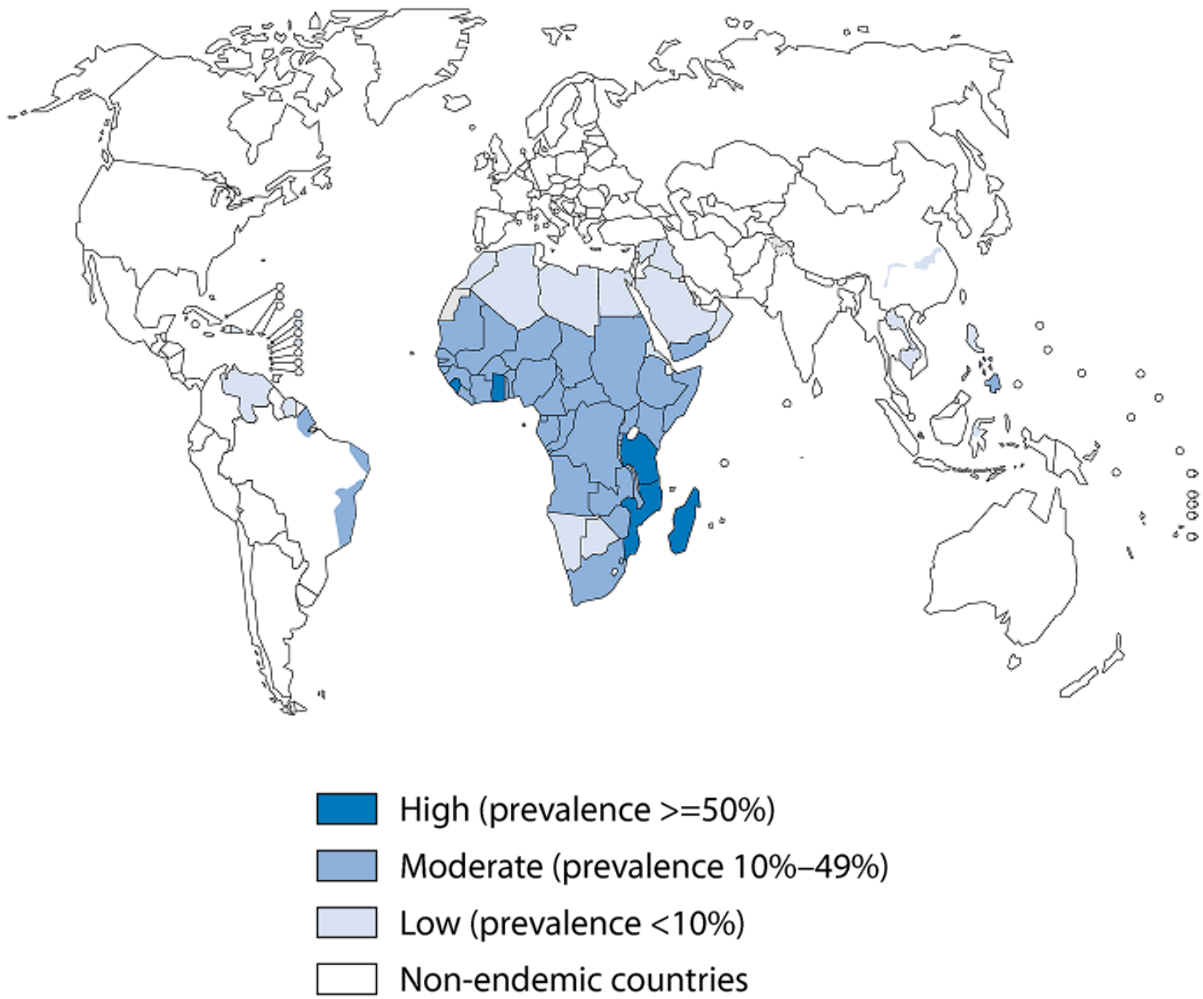 High (prevalence >=50%)
Moderate (prevalence 10%–49%)
Low (prevalence <10%)
Non-endemic countries